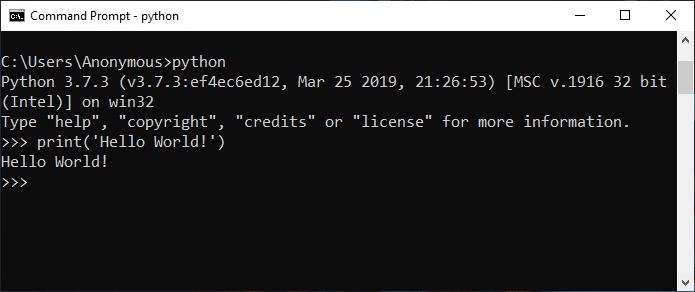 Command Prompt - python
C:\Users\Anonymous>python
Python 3.7.3 (v3.7.3:ef4ec6ed12, Mar 25 2019, 21:26:53) [MSC v.1916 32 bit
(Intel)] on win32
Type "help", "copyright", "credits" or "license" for more information.
>>> print('Hello World!')
Hello World!
>>>